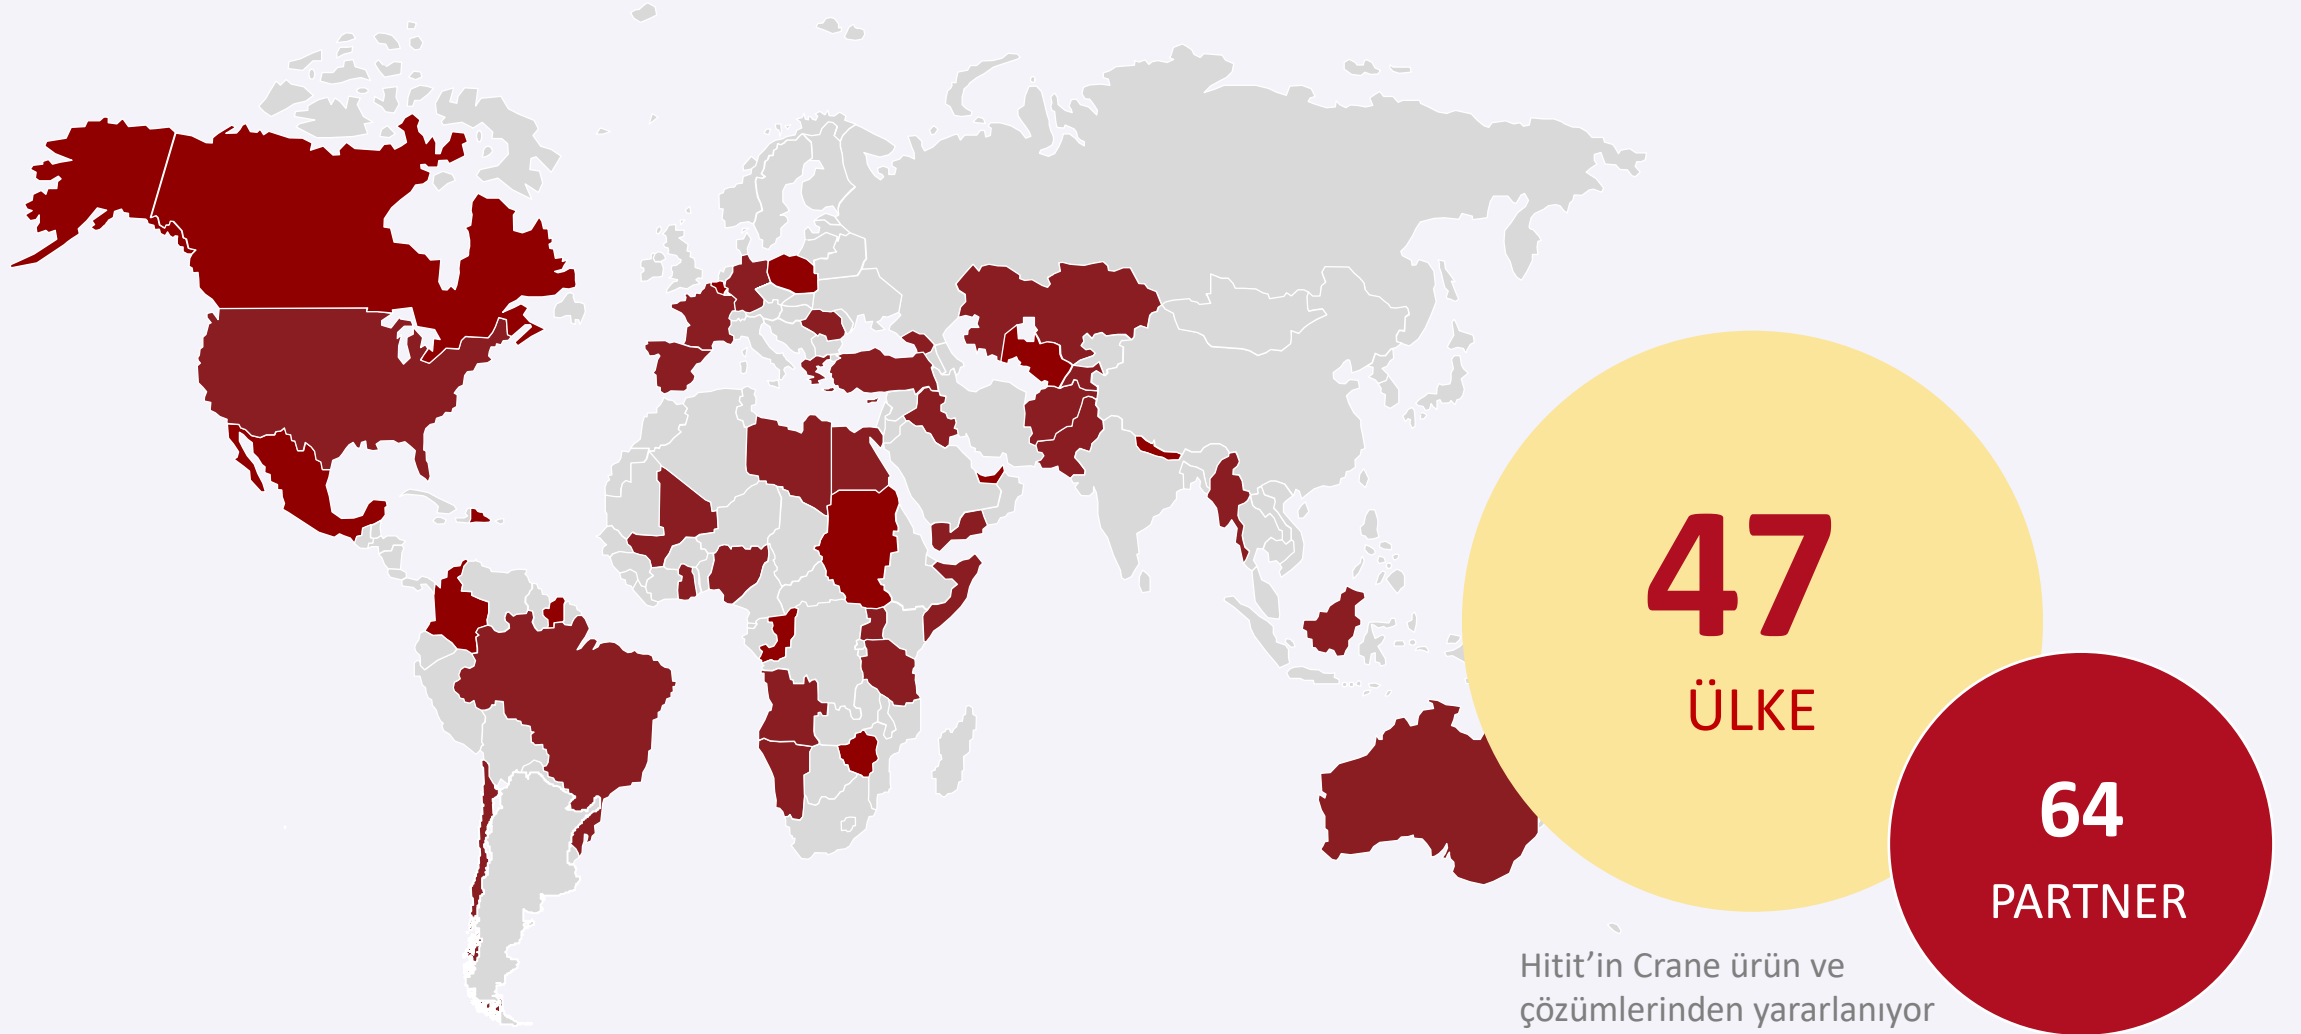 47
ÜLKE
64
PARTNER
Hitit’in Crane ürün ve
çözümlerinden yararlanıyor